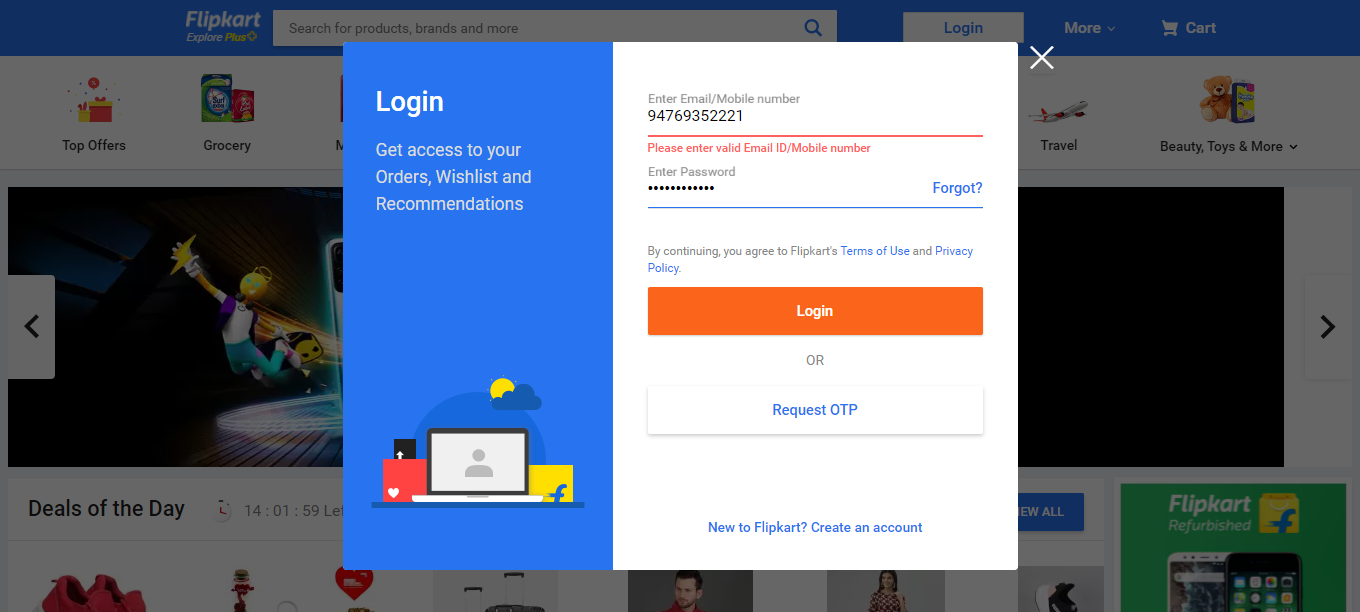 Flipkart
Explore Plus
Search for products, brands and more
Login
More
Cart
Top Offers
Grocery
M
Travel
Beauty, Toys & More
Login
Get access to your
Orders, Wishlist and
Recommendations
Enter Email/Mobile number
94769352221
Please enter valid Email ID/Mobile number
Enter Password
••••••••••••
Forgot?
By continuing, you agree to Flipkart's Terms of Use and Privacy
Policy.
Login
OR
Request OTP
New to Flipkart? Create an account
Deals of the Day
14 : 01 : 59 Lef
IEW ALL
Flipkart
Refurbished